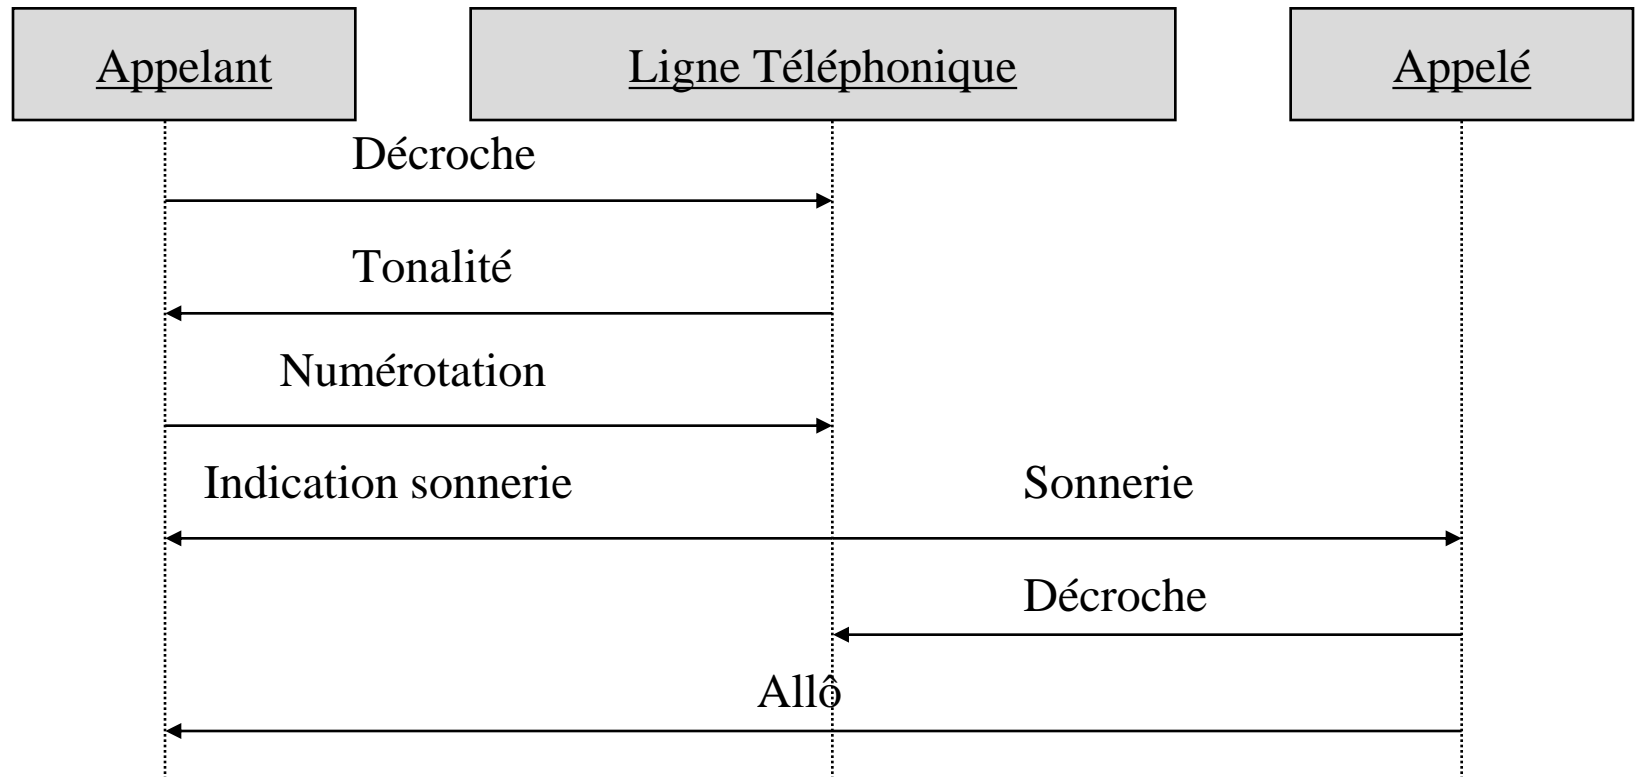 Appelant Ligne Téléphonique Appelé
Décroche
Tonalité
Numérotation
Indication sonnerie Sonnerie
Décroche
Allô